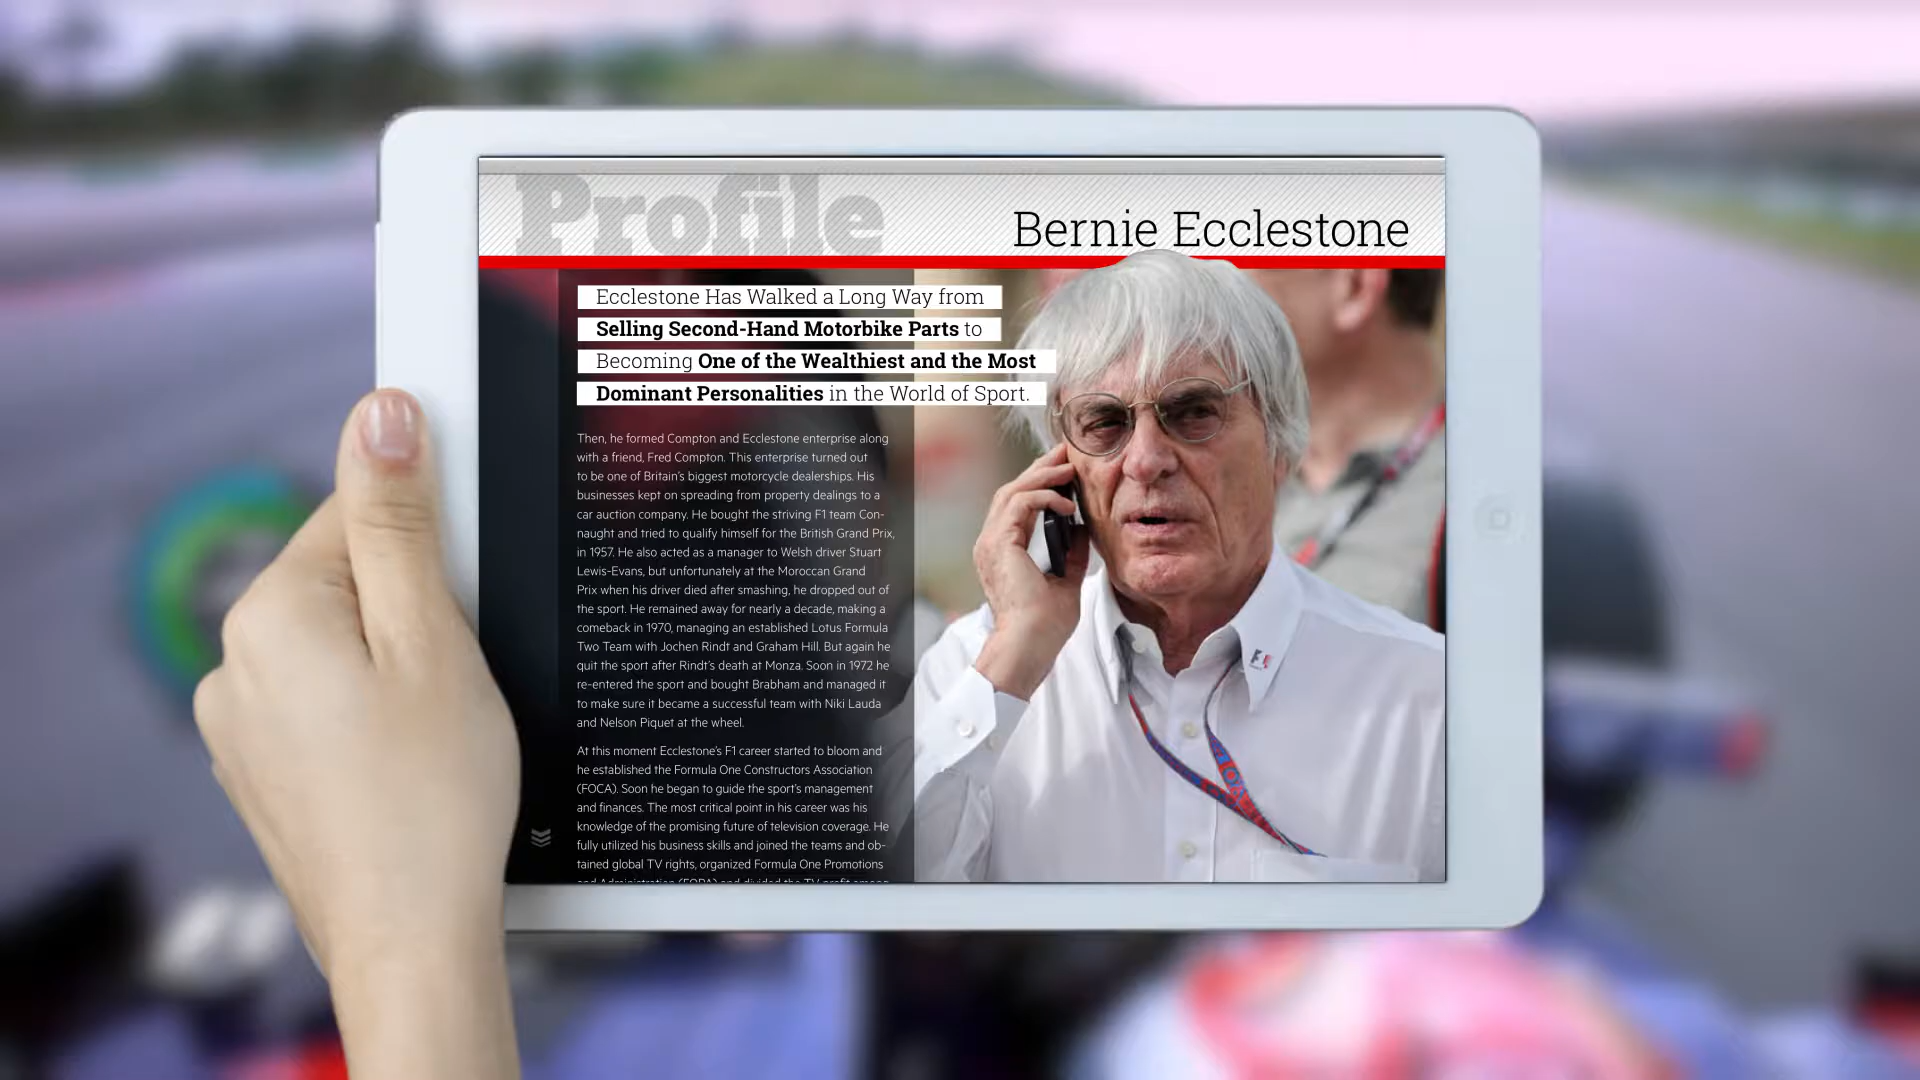 Profile
Bernie Ecclestone
Ecclestone Has Walked a Long Way from
Selling Second-Hand Motorbike Parts to
Becoming One of the Wealthiest and the Most
Dominant Personalities in the World of Sport.
Then, he formed Compton and Ecclestone enterprise along
with a friend, Fred Compton. This enterprise turned out
to be one of Britain's biggest motorcycle dealerships. His
businesses kept on spreading from property dealings to a
car auction company. He bought the striving F1 team Con-
naught and tried to qualify himself for the British Grand Prix,
in 1957. He also acted as a manager to Welsh driver Stuart
Lewis-Evans, but unfortunately at the Moroccan Grand
Prix when his driver died after smashing, he dropped out of
the sport. He remained away for nearly a decade, making a
comeback in 1970, managing an established Lotus Formula
Two Team with Jochen Rindt and Graham Hill. But again he
quit the sport after Rindt's death at Monza. Soon in 1972 he
re-entered the sport and bought Brabham and managed it
to make sure it became a successful team with Niki Lauda
and Nelson Piquet at the wheel.
At this moment Ecclestone's F1 career started to bloom and
he established the Formula One Constructors Association
(FOCA). Soon he began to guide the sport's management
and finances. The most critical point in his career was his
knowledge of the promising future of television coverage. He
fully utilized his business skills and joined the teams and ob-
tained global TV rights, organized Formula One Promotions
and Administration (FOPA) and divided the TV profit among
F1